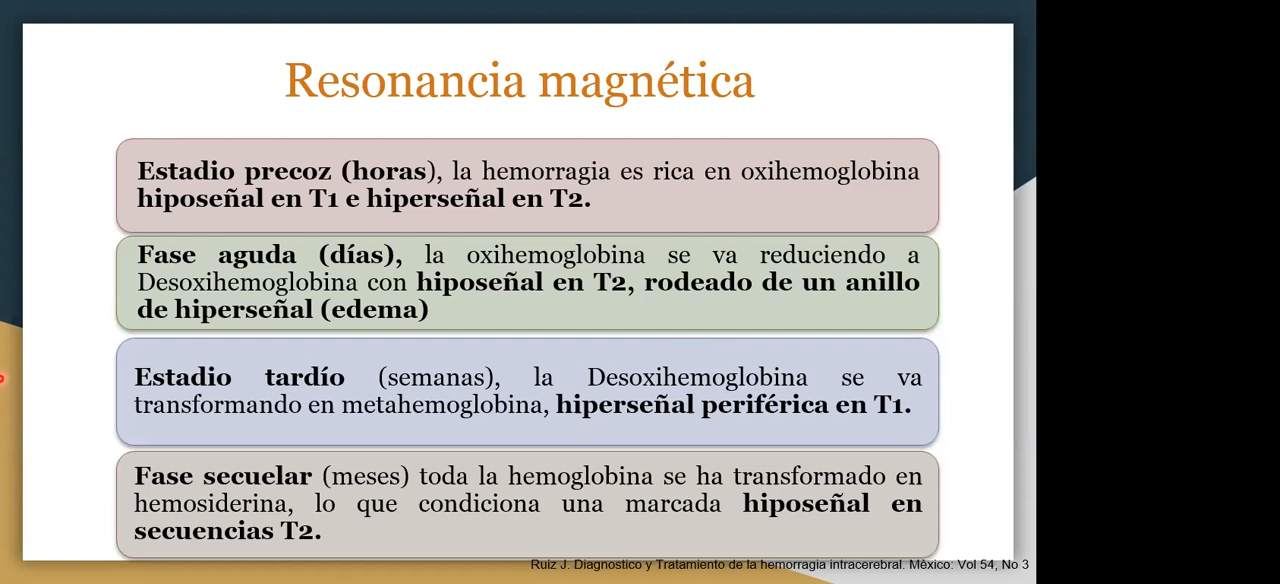 Resonancia magnética
Estadio precoz (horas), la hemorragia es rica en oxihemoglobina
hiposeñal en T1 e hiperseñal en T2.
Fase aguda (días), la oxihemoglobina se va reduciendo a
Desoxihemoglobina con hiposeñal en T2, rodeado de un anillo
de hiperseñal (edema)
Estadio tardío (semanas), la Desoxihemoglobina se va
transformando en metahemoglobina, hiperseñal periférica en T1.
Fase secuelar (meses) toda la hemoglobina se ha transformado en
hemosiderina, lo que condiciona una marcada hiposeñal en
secuencias T2.
Ruiz J. Diagnostico y Tratamiento de la hemorragia intracerebral. Mèxico: Vol 54, No 3